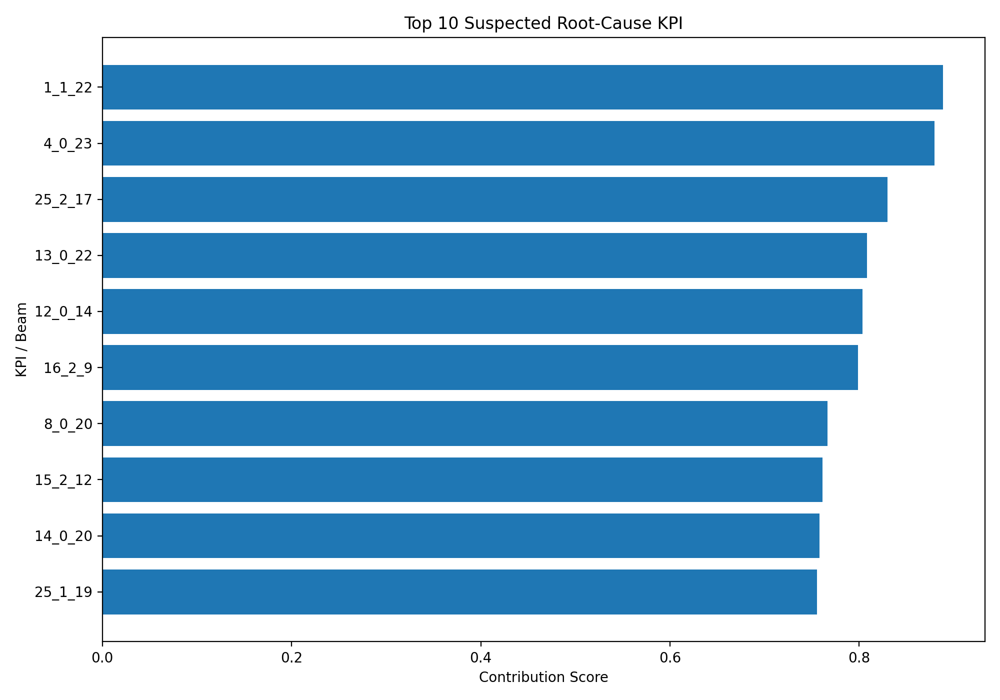 Top 10 Suspected Root-Cause KPI
KPI / Beam
1_1_22
4_0_23
25_2_17
13_0_22
12_0_14
16_2_9
8_0_20
15_2_12
14_0_20
25_1_19
0.0 0.2 0.4 0.6 0.8
Contribution Score